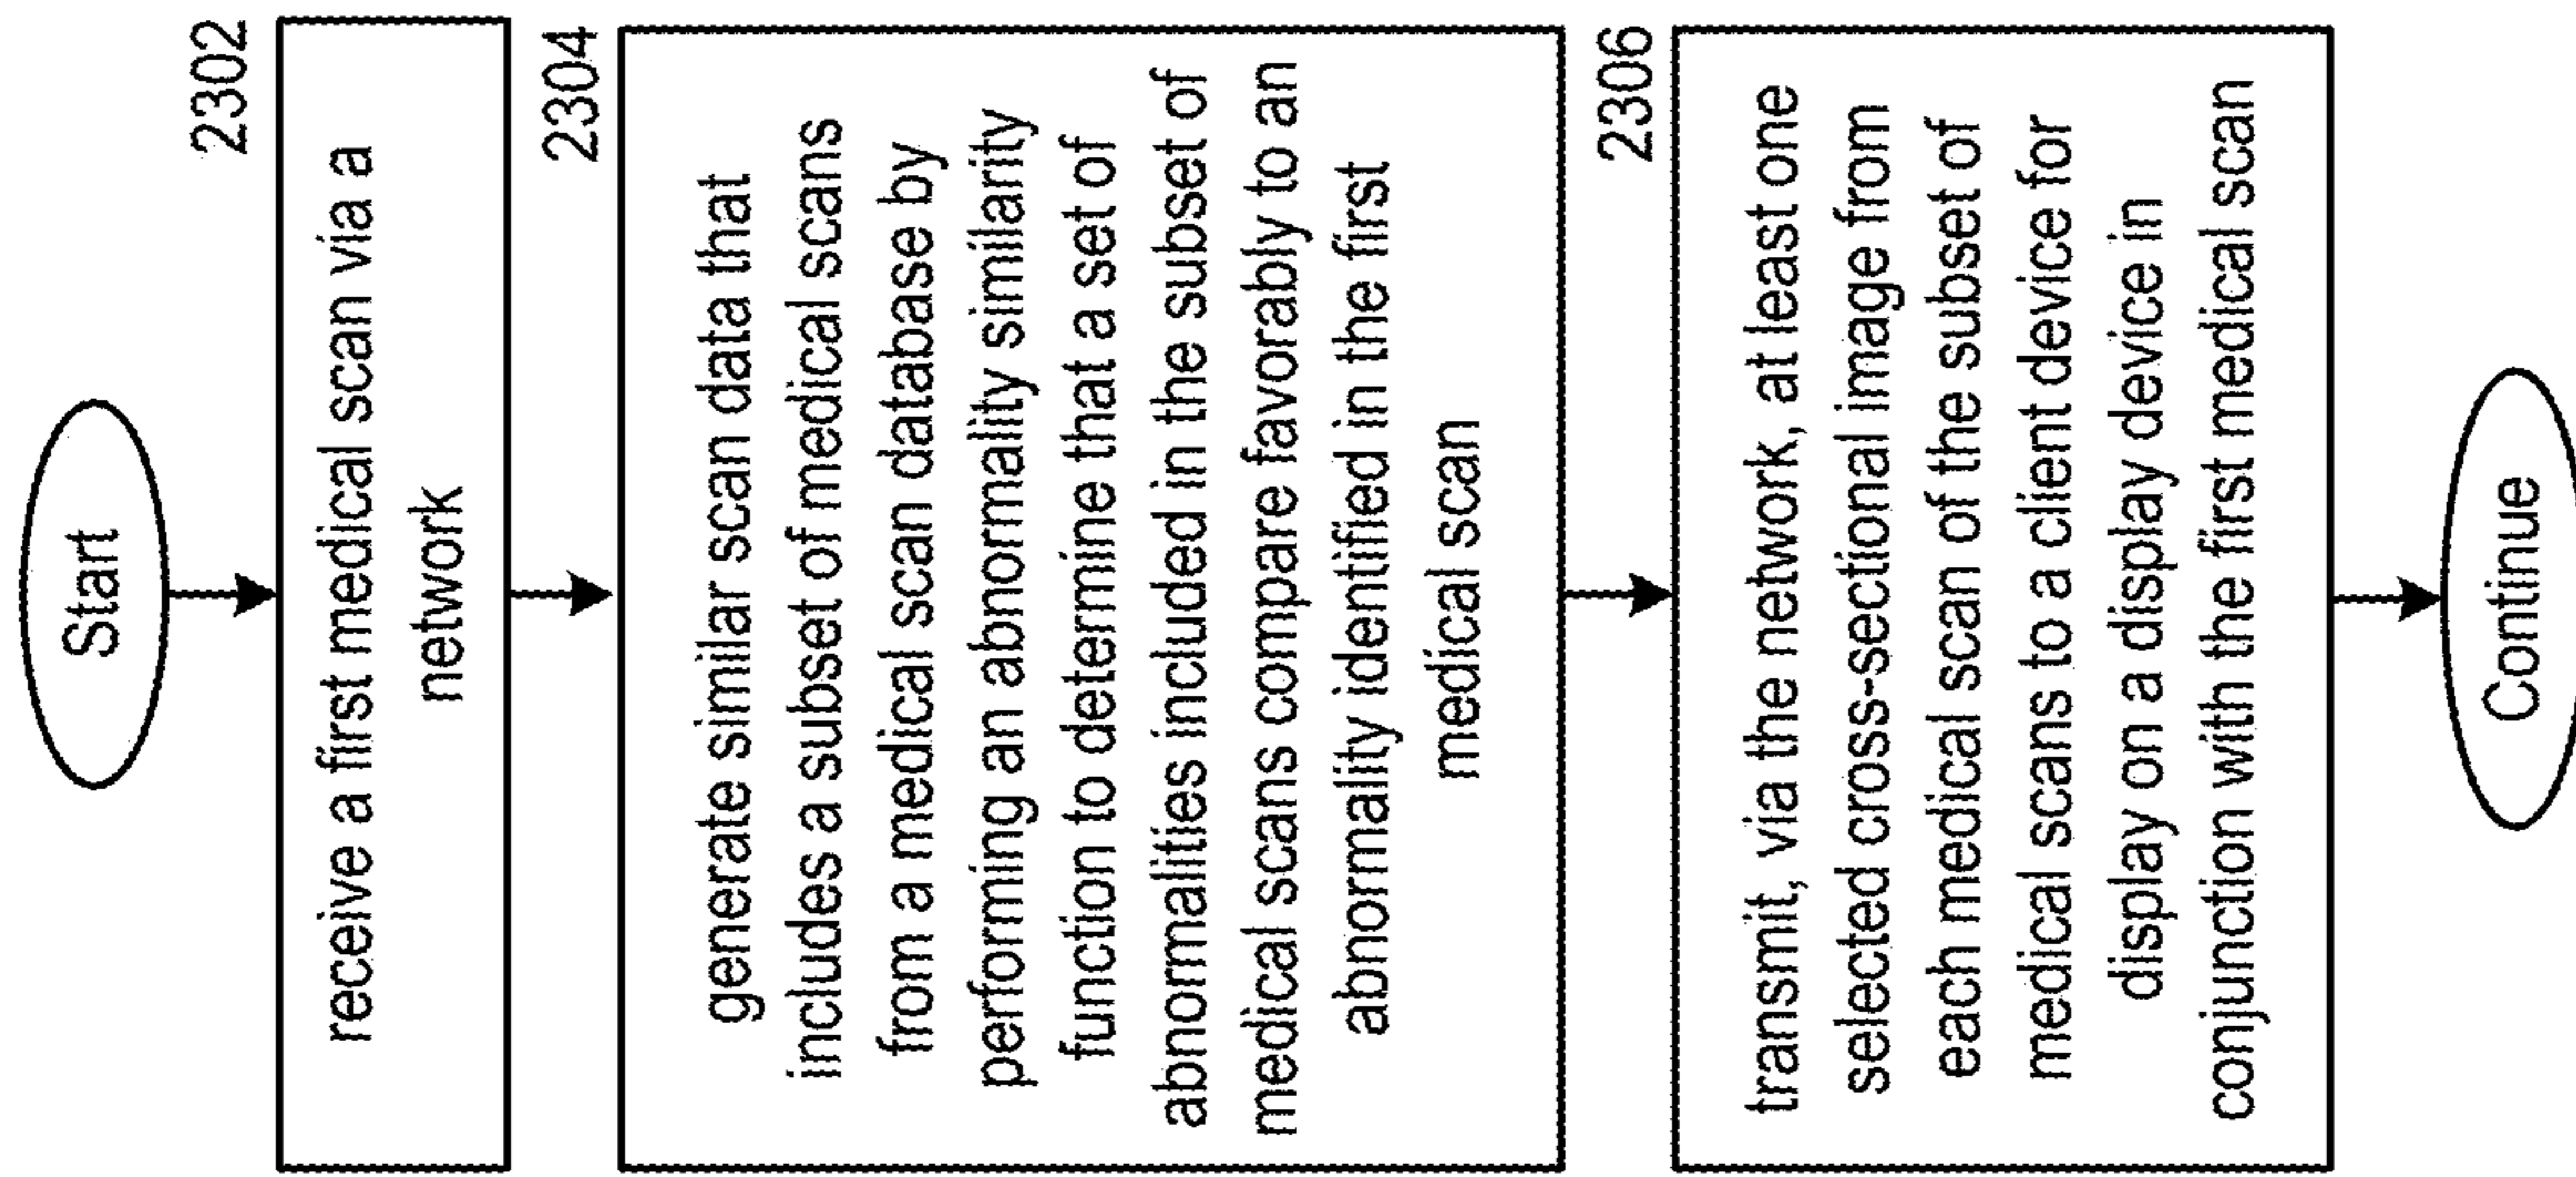 Start
2302
receive a first medical scan via a
network
2304
generate similar scan data that
includes a subset of medical scans
from a medical scan database by
performing an abnormality similarity
function to determine that a set of
abnormalities included in the subset of
medical scans compare favorably to an
abnormality identified in the first
medical scan
2306
transmit, via the network, at least one
selected cross-sectional image from
each medical scan of the subset of
medical scans to a client device for
display on a display device in
conjunction with the first medical scan
Continue